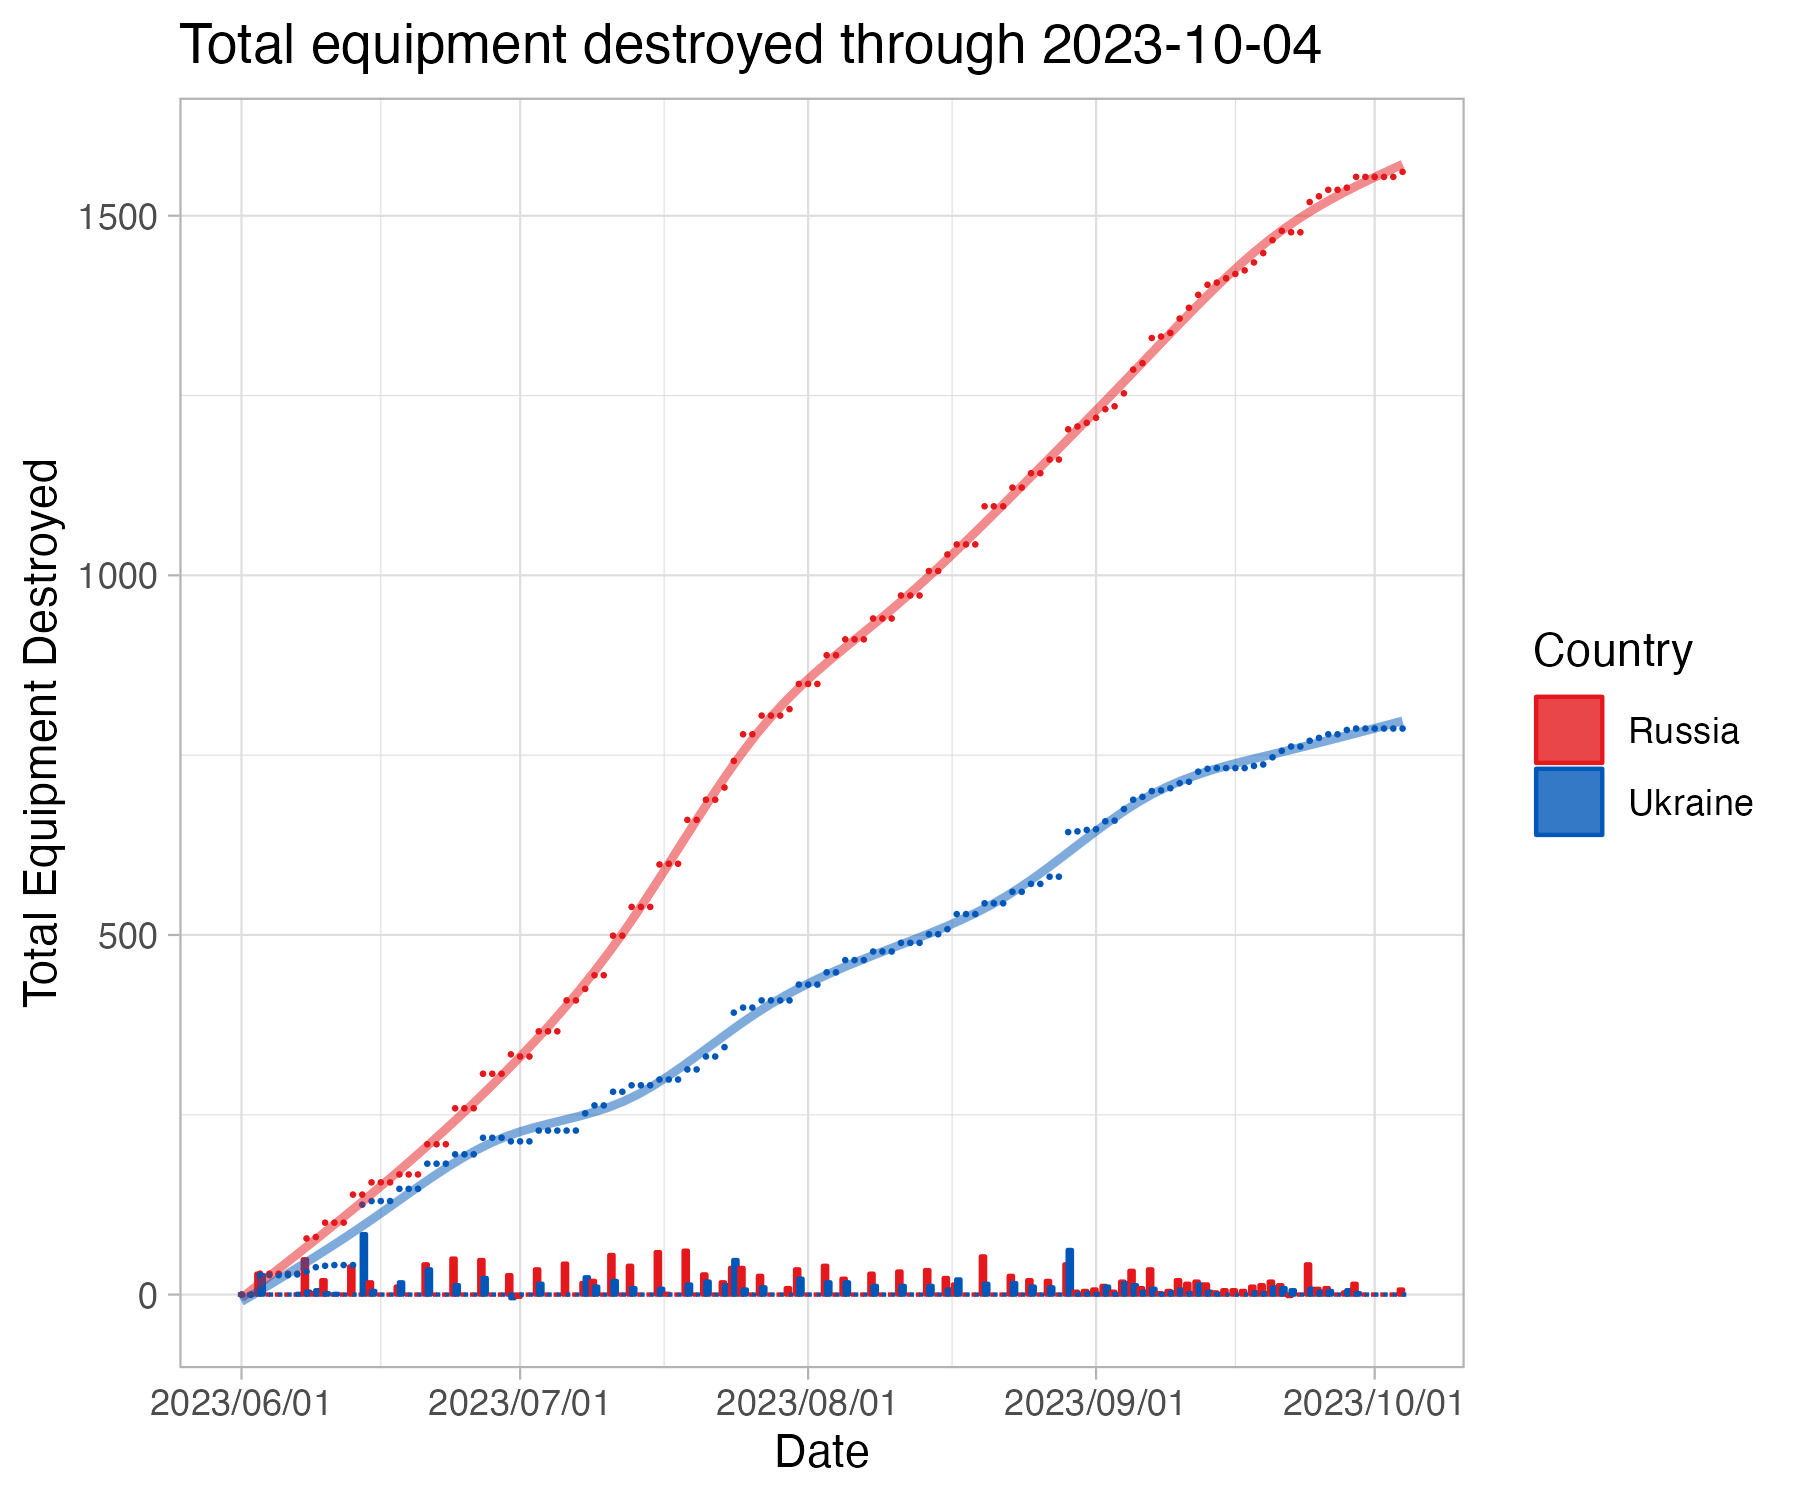 Total equipment destroyed through 2023-10-04
Total Equipment Destroyed
1500
1000
500
0
2023/06/01
2023/07/01
2023/08/01
2023/09/01
2023/10/01
Date
Country
Russia
Ukraine